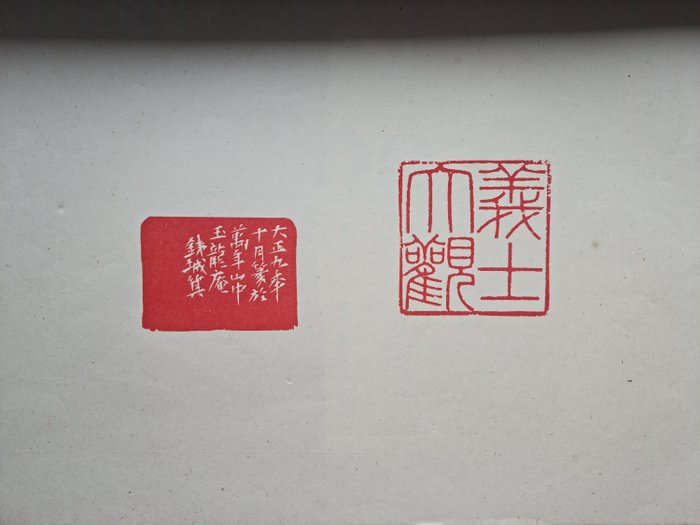 義士
大觀
大正九年
十月篆於
萬年山中
玉龍庵
鐵城箕